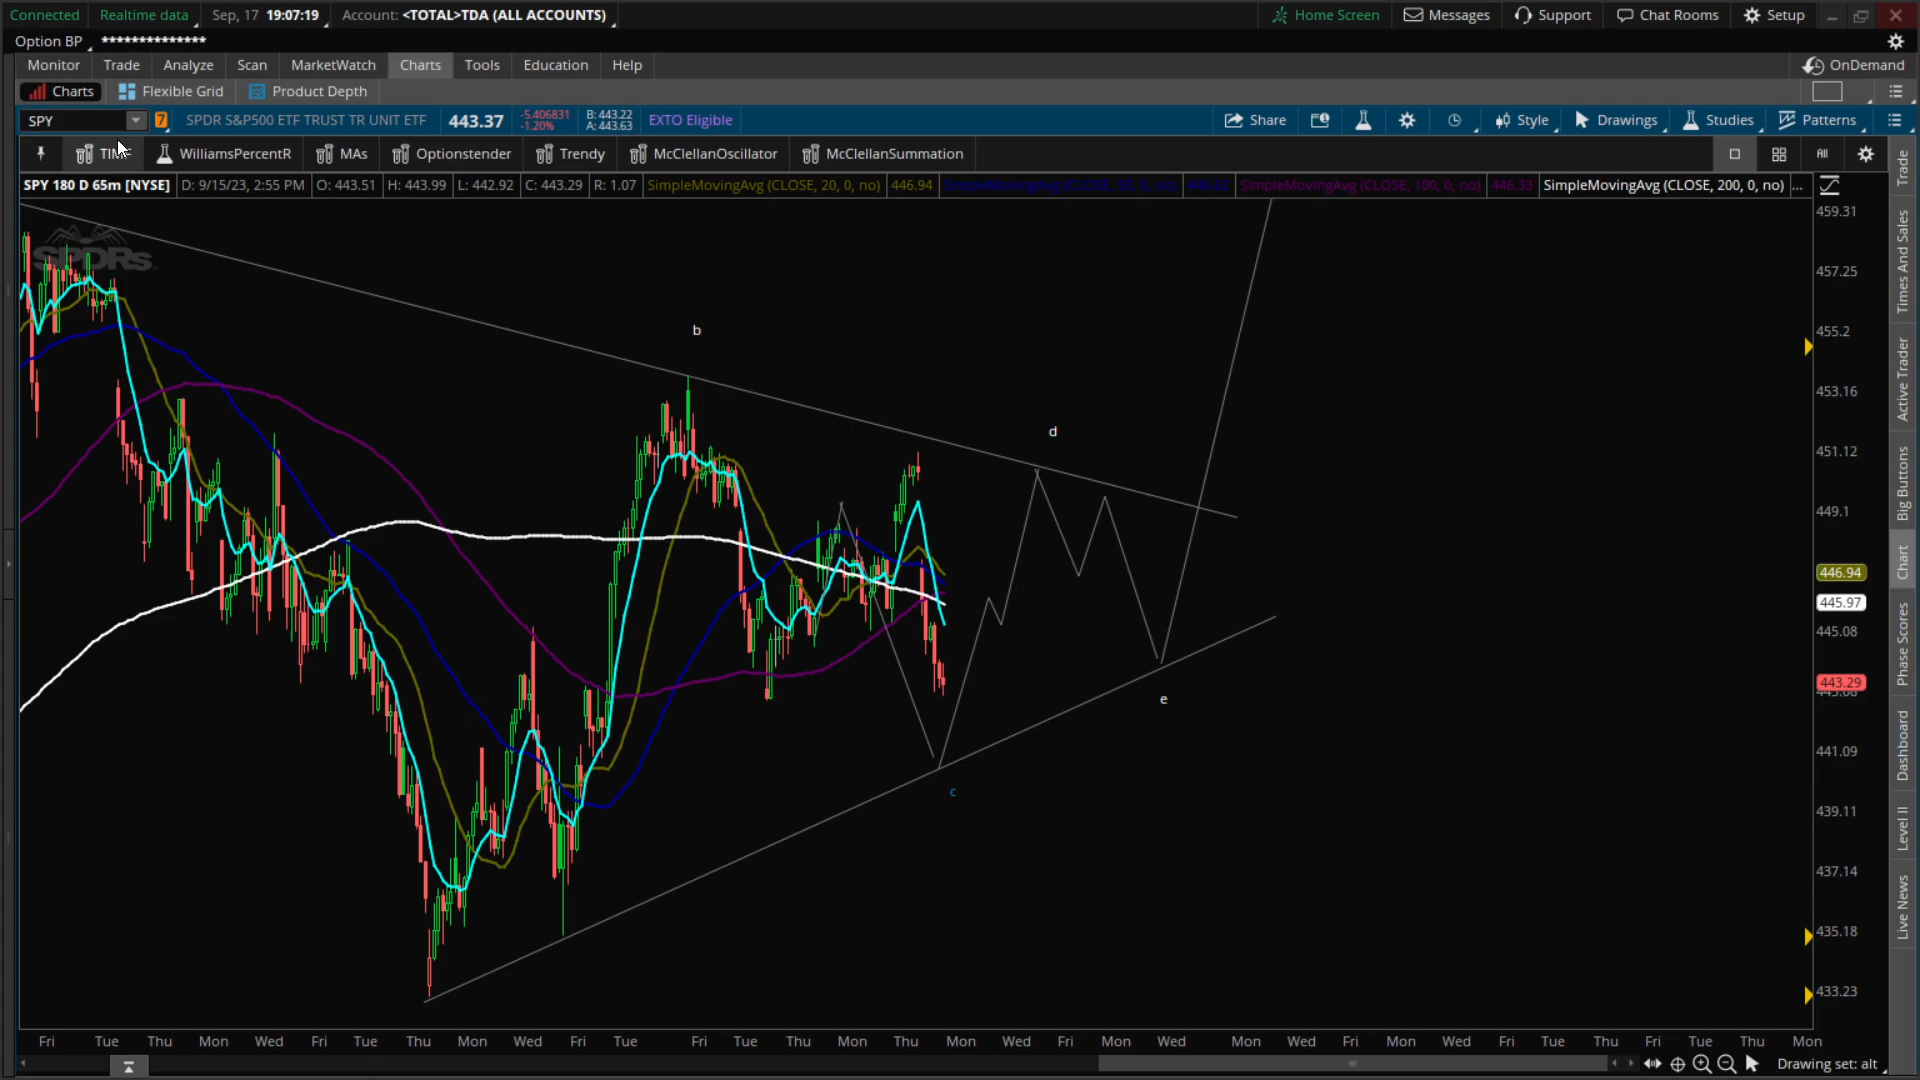 Connected Realtime data Sep, 17 19:07:19 Account: <TOTAL>TDA (ALL ACCOUNTS) Home Screen Messages Support Chat Rooms Setup
Option BP **************
Monitor Trade Analyze Scan MarketWatch Charts Tools Education Help OnDemand
Charts Flexible Grid Product Depth
SPY 7 SPDR S&P500 ETF TRUST TR UNIT ETF 443.37 -5.406831 -1.20% B: 443.22 A: 443.63 EXTO Eligible Share Style Drawings Studies Patterns
WilliamsPercentR MAs Optionstender Trendy McClellanOscillator McClellanSummation All
SPY 180 D 65m [NYSE] D: 9/15/23, 2:55 PM O: 443.51 H: 443.99 L: 442.92 C: 443.29 R: 1.07 SimpleMovingAvg (CLOSE, 20, 0, no) 446.94 SimpleMovingAvg (CLOSE, 50, 0, no) SimpleMovingAvg (CLOSE, 100, 0, no) 446.33 SimpleMovingAvg (CLOSE, 200, 0, no) ...
SPDRs
b
d
e
c
459.31
457.25
455.2
453.16
451.12
449.1
446.94
445.97
445.08
443.29
441.09
439.11
437.14
435.18
433.23
Trade
Times And Sales
Active Trader
Big Buttons
Chart
Phase Scores
Dashboard
Level II
Live News
Fri Tue Thu Mon Wed Fri Tue Thu Mon Wed Fri Tue Fri Tue Thu Mon Thu Mon Wed Fri Mon Wed Mon Wed Fri Mon Wed Fri Tue Thu Fri Tue Thu Mon
Drawing set: alt